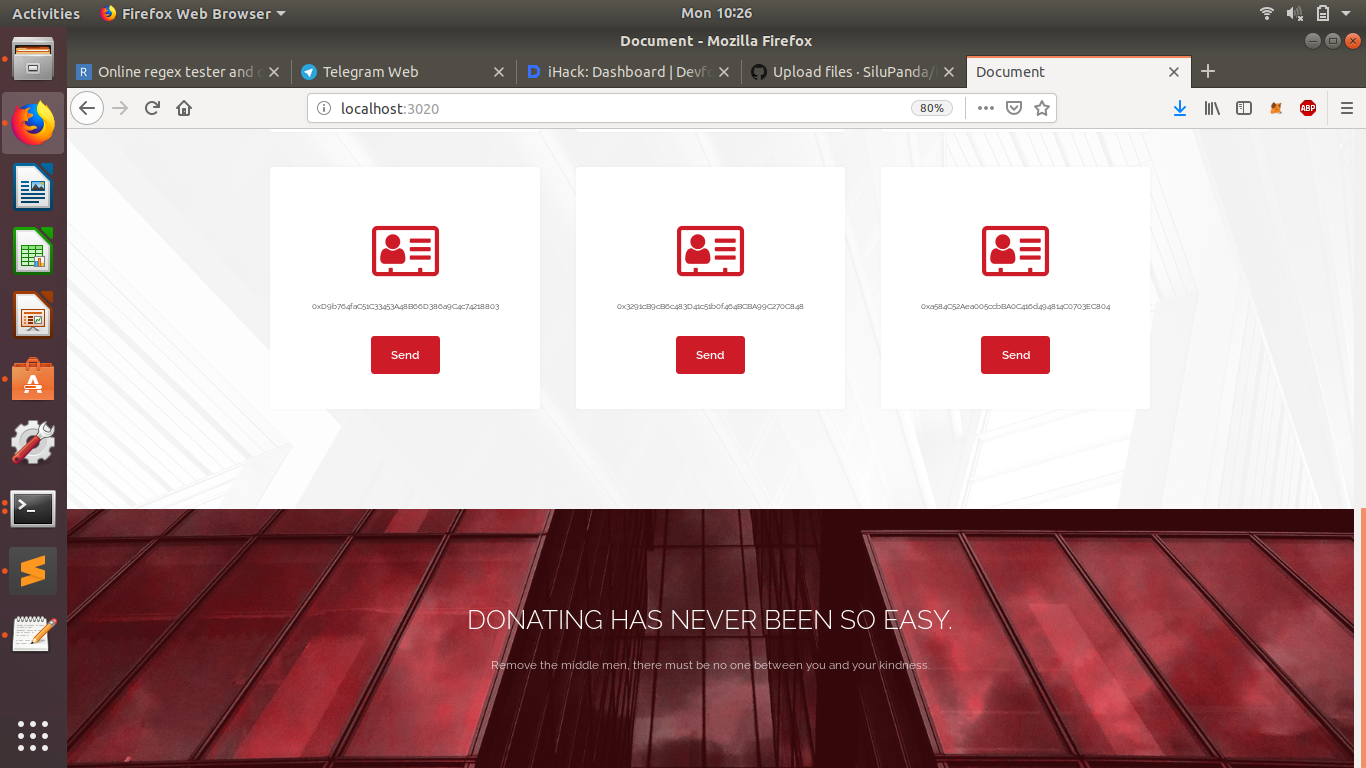 Activities Firefox Web Browser Mon 10:26
Document - Mozilla Firefox
Online regex tester and d Telegram Web iHack: Dashboard | Devfo Upload files · SiluPanda/ Document
localhost:3020 80% ABP
0xD9b764faC51C33453A48B66D386a9C4c74218803 0x3291cB9cB6c483D41c51b0f464BCBA99C270C848 0xa584C52Aea005ccbBA0C416d494814C0703EC804
Send Send Send
DONATING HAS NEVER BEEN SO EASY.
Remove the middle men, there must be no one between you and your kindness.